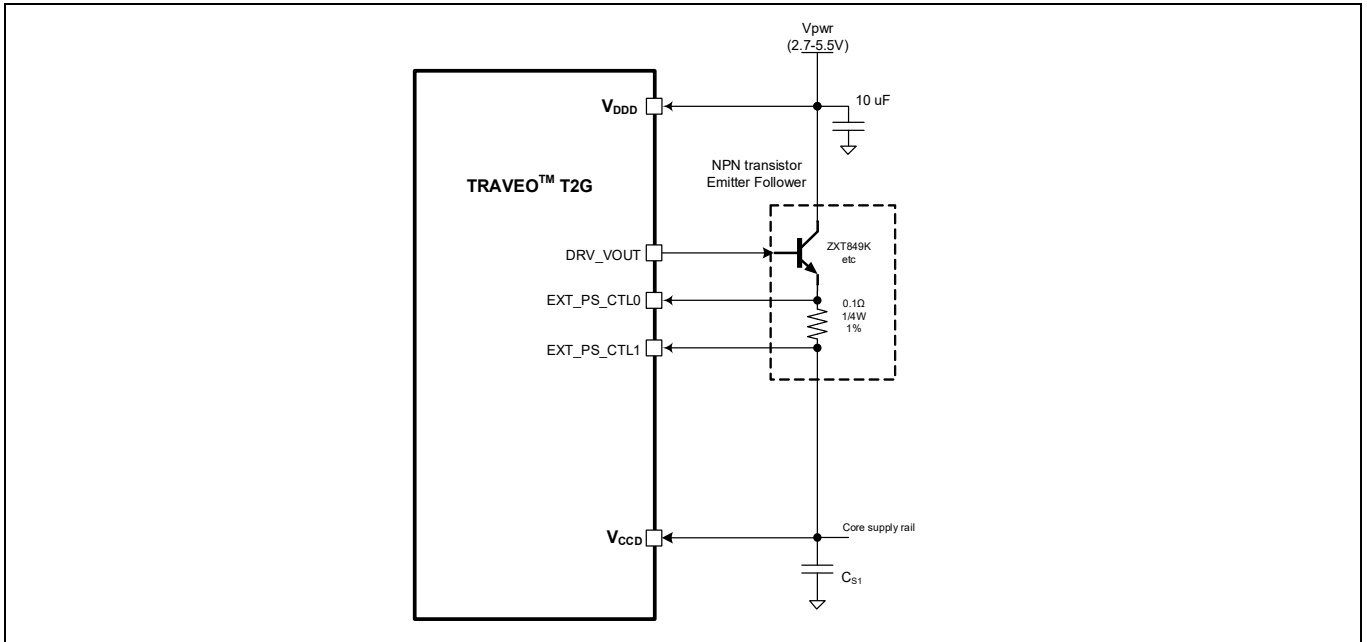 Vpwr
(2.7-5.5V)
VDDD
10 uF
NPN transistor
Emitter Follower
TRAVEO™ T2G
ZXT849K
etc
DRV_VOUT
EXT_PS_CTL0
0.1Ω
1/4W
1%
EXT_PS_CTL1
Core supply rail
VCCD
CS1